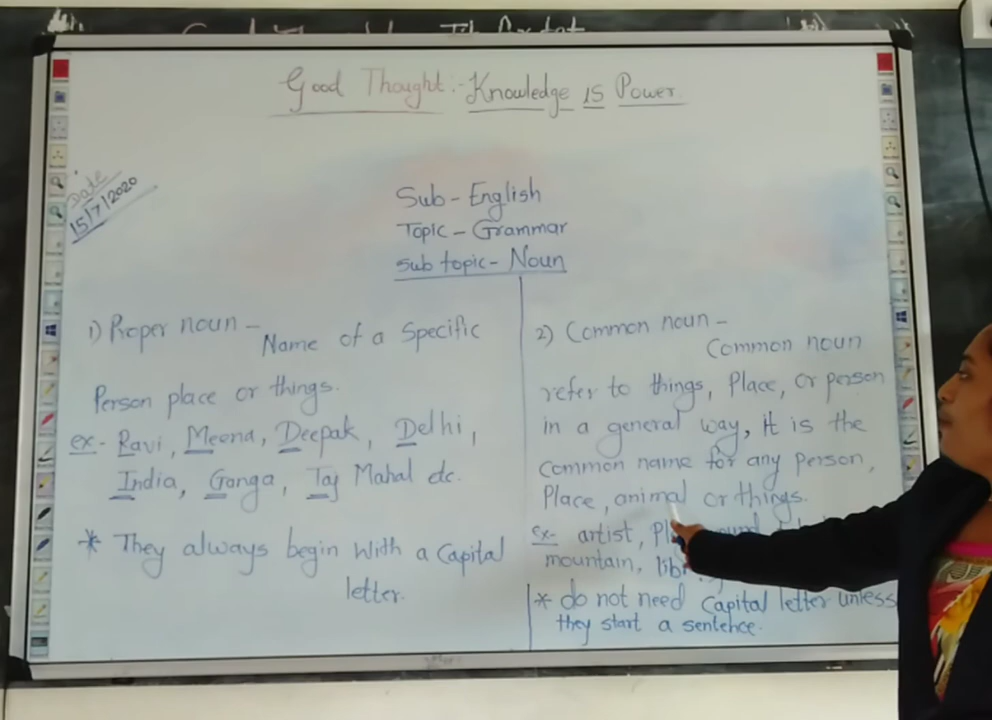 Good Thought:- Knowledge is Power.
Date
15/7/2020
Sub - English
Topic - Grammar
Sub topic - Noun
1) Proper noun -
Name of a Specific
Person place or things.
ex- Ravi, Meena, Deepak, Delhi,
India, Ganga, Taj Mahal etc.
* They always begin with a Capital
letter.
2) Common noun -
Common noun
refer to things, Place, or person
in a general way, it is the
Common name for any person,
Place, animal or things.
Ex- artist,
mountain,
* do not need Capital letter unless
they start a sentence.